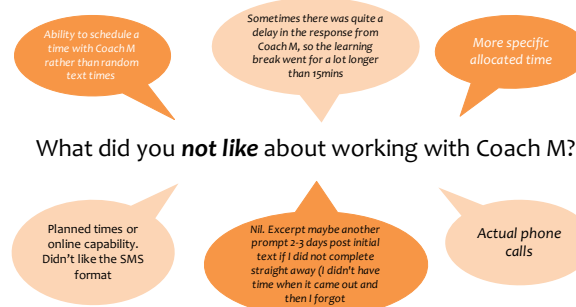 Ability to schedule a
time with Coach M
rather than random
text times
Sometimes there was quite a
delay in the response from
Coach M, so the learning
break went for a lot longer
than 15mins
More specific
allocated time
What did you not like about working with Coach M?
Planned times or
online capability.
Didn't like the SMS
format
Nil. Excerpt maybe another
prompt 2-3 days post initial
text if I did not complete
straight away (I didn't have
time when it came out and
then I forgot
Actual phone
calls